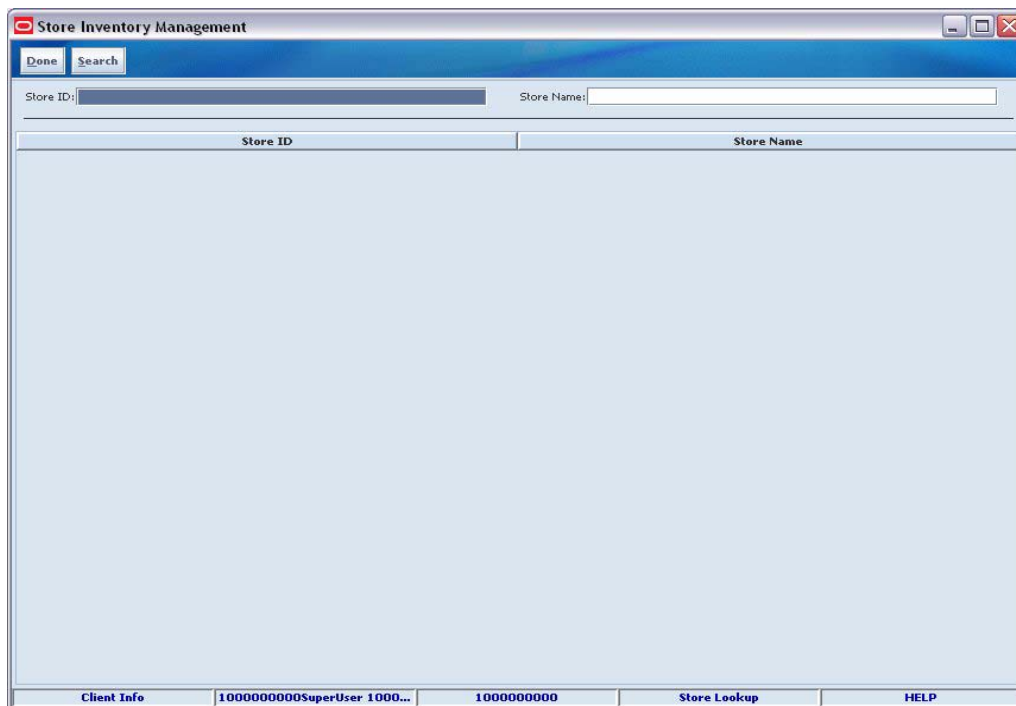 Store Inventory Management
Done Search
Store ID: Store Name:
Store ID Store Name
Client Info 1000000000SuperUser 1000... 1000000000 Store Lookup HELP